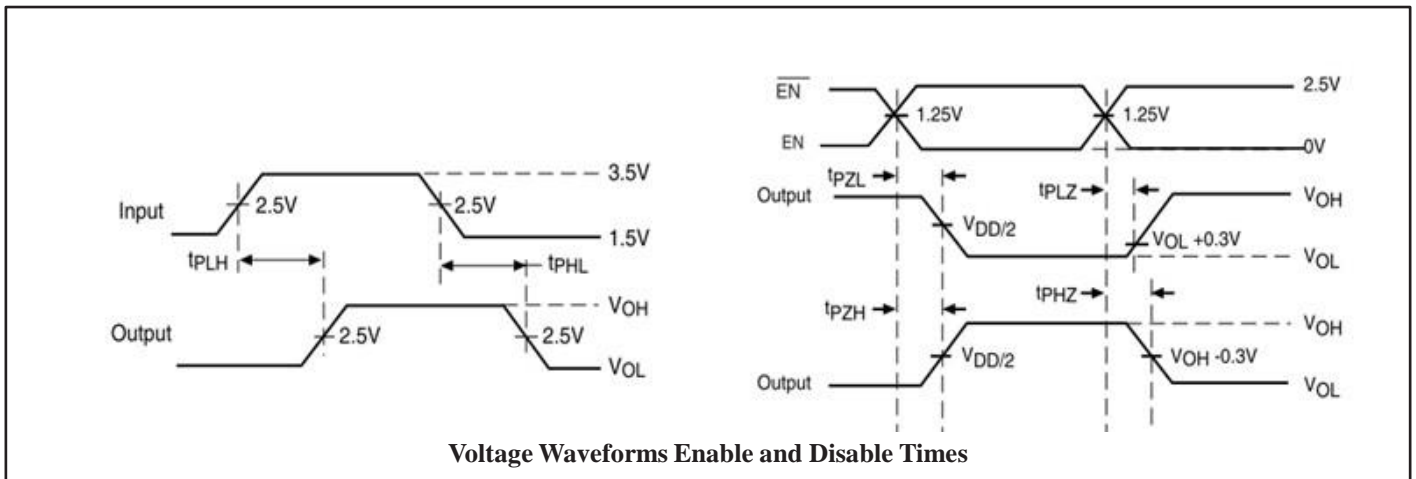 3.5V
Input
2.5V
2.5V
1.5V
tPLH
tPHL
VOH
Output
2.5V
2.5V
VOL
EN
2.5V
1.25V
1.25V
EN
0V
tPZL
tPLZ
Output
VOH
VDD/2
VOL +0.3V
VOL
tPZH
tPHZ
VOH
VDD/2
VOH -0.3V
Output
VOL
Voltage Waveforms Enable and Disable Times